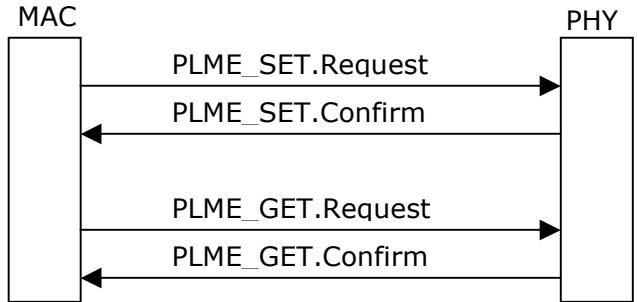 MAC
PHY
PLME_SET.Request
PLME_SET.Confirm
PLME_GET.Request
PLME_GET.Confirm